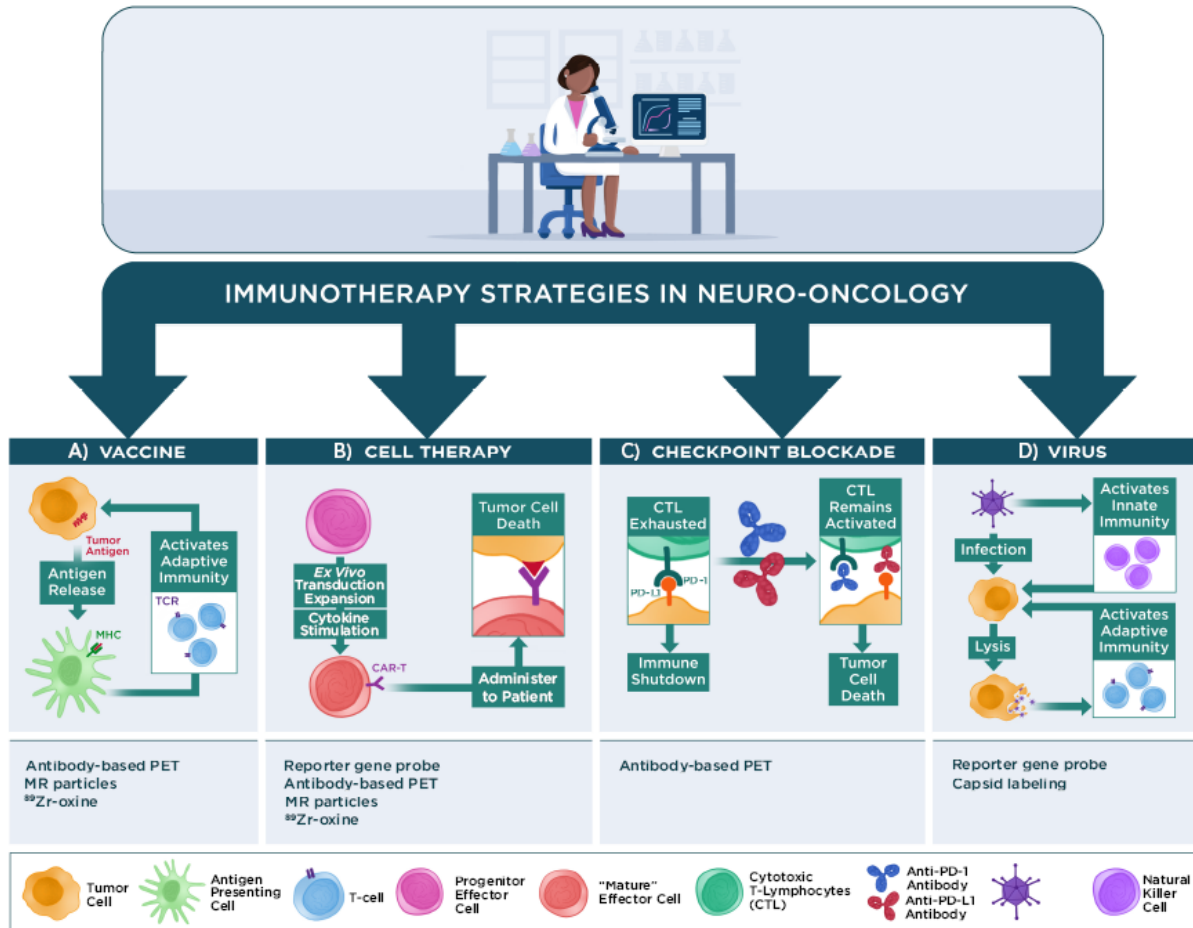 IMMUNOTHERAPY STRATEGIES IN NEURO-ONCOLOGY
A) VACCINE
Tumor
Antigen
Antigen
Release
MHC
Activates
Adaptive
Immunity
TCR
Antibody-based PET
MR particles
⁸⁹Zr-oxine
B) CELL THERAPY
Ex Vivo
Transduction
Expansion
Cytokine
Stimulation
CAR-T
Administer
to Patient
Tumor Cell
Death
Reporter gene probe
Antibody-based PET
MR particles
⁸⁹Zr-oxine
C) CHECKPOINT BLOCKADE
CTL
Exhausted
PD-1
PD-L1
Immune
Shutdown
CTL
Remains
Activated
Tumor
Cell
Death
Antibody-based PET
D) VIRUS
Activates
Innate
Immunity
Infection
Lysis
Activates
Adaptive
Immunity
Reporter gene probe
Capsid labeling
Tumor
Cell
Antigen
Presenting
Cell
T-cell
Progenitor
Effector
Cell
"Mature"
Effector Cell
Cytotoxic
T-Lymphocytes
(CTL)
Anti-PD-1
Antibody
Anti-PD-L1
Antibody
Natural
Killer
Cell